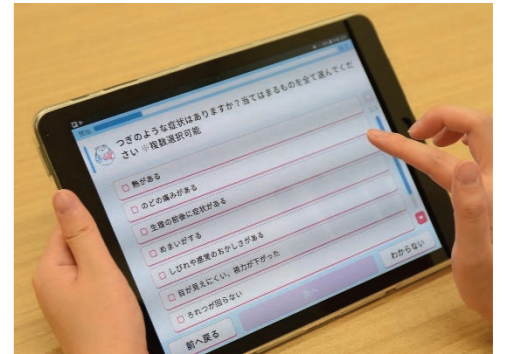 つぎのような症状はありますか？当てはまるものを全て選んでくだ
さい ※複数選択可能
熱がある
のどの痛みがある
生理の前後に症状がある
めまいがする
しびれや感覚のおかしさがある
目が見えにくい、視力が下がった
ろれつが回らない
わからない
次へ
前へ戻る